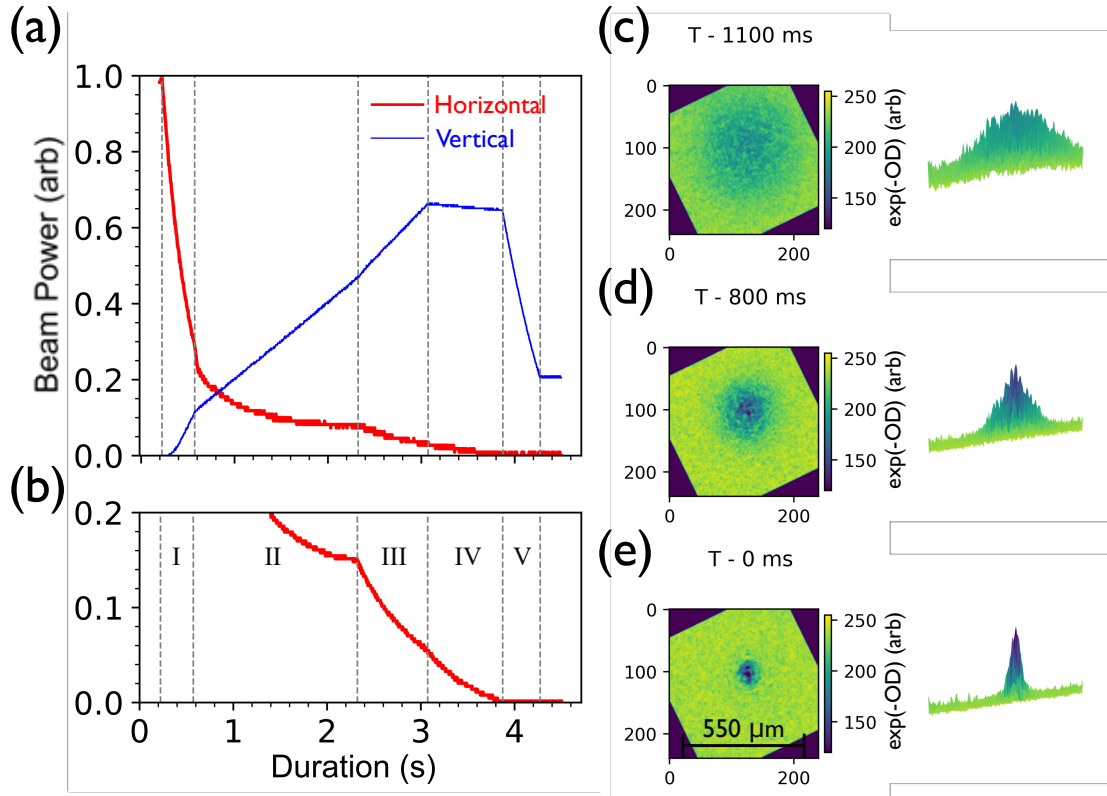 (a)
Beam Power (arb)
1.0
0.8
0.6
0.4
0.2
0.0
Horizontal
Vertical
(b)
0.2
0.1
0.0
I
II
III
IV
V
0
1
2
3
4
Duration (s)
(c)
T - 1100 ms
0
100
200
0
200
250
200
150
exp(-OD) (arb)
(d)
T - 800 ms
0
100
200
0
200
250
200
150
exp(-OD) (arb)
(e)
T - 0 ms
0
100
200
550 μm
0
200
250
200
150
exp(-OD) (arb)